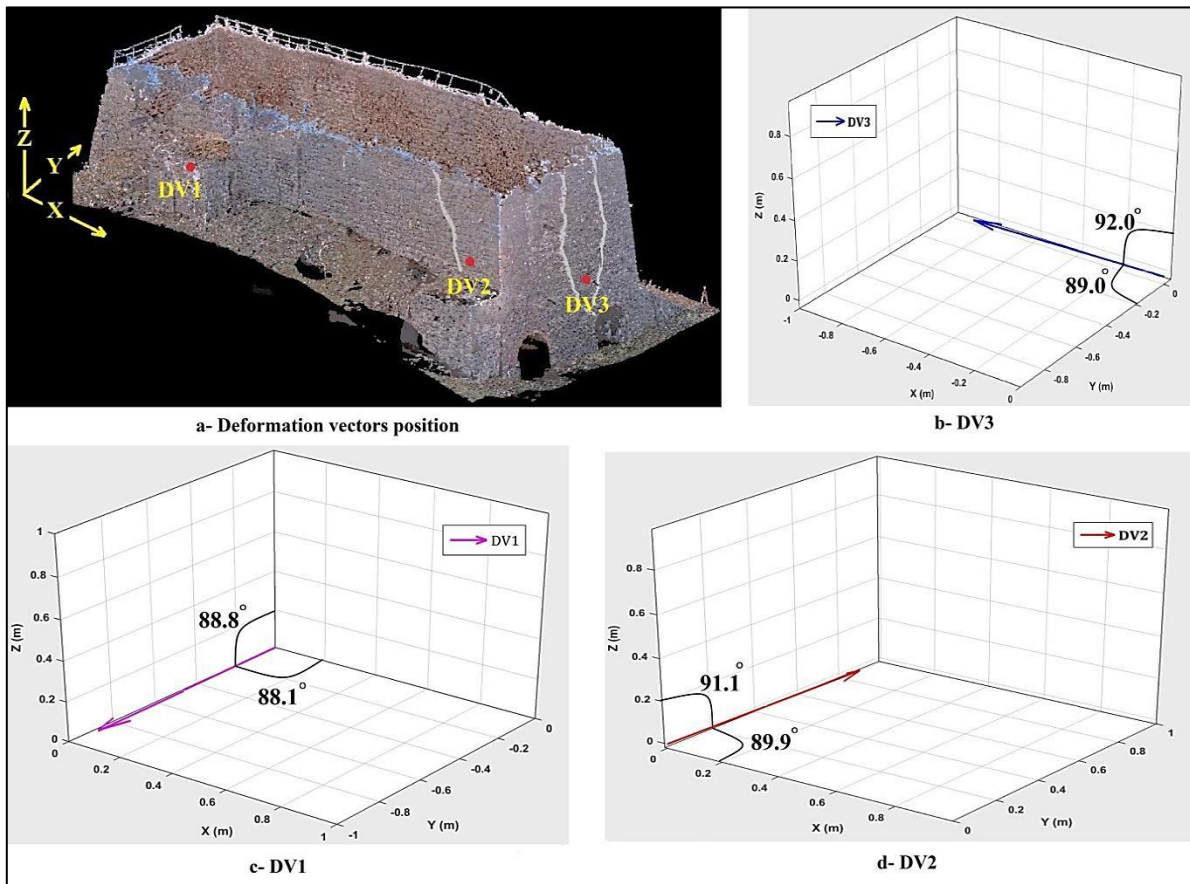 Z
Y
X
DV1
DV2
DV3
a- Deformation vectors position
DV3
Z (m)
0.8
0.6
0.4
0.2
0
92.0°
89.0°
-1
-0.8
-0.6
-0.4
-0.2
0
X (m)
-0.8
-0.6
-0.4
-0.2
0
Y (m)
b- DV3
DV1
Z (m)
1
0.8
0.6
0.4
0.2
0
88.8°
88.1°
0
0.2
0.4
0.6
0.8
1
X (m)
-1
-0.8
-0.6
-0.4
-0.2
0
Y (m)
c- DV1
DV2
Z (m)
0.8
0.6
0.4
0.2
0
91.1°
89.9°
0
0.2
0.4
0.6
0.8
X (m)
0
0.2
0.4
0.6
0.8
1
Y (m)
d- DV2